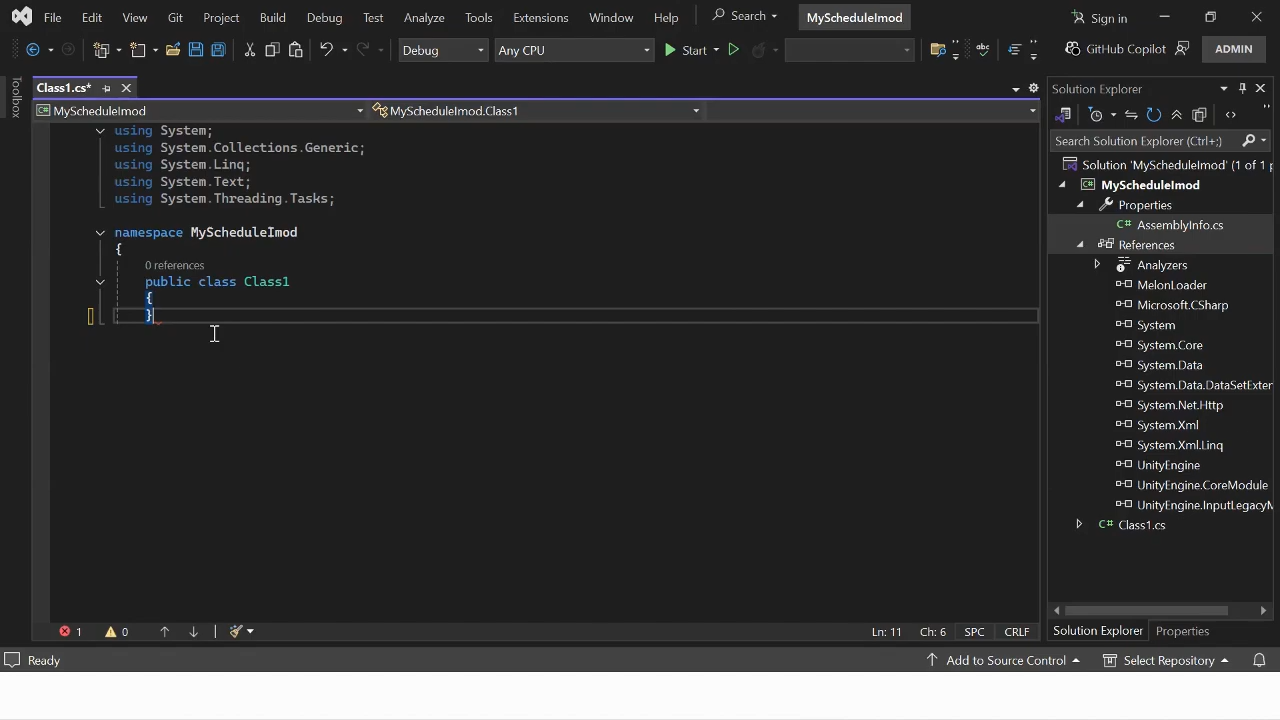 File Edit View Git Project Build Debug Test Analyze Tools Extensions Window Help Search MyScheduleImod Sign in
Debug Any CPU Start GitHub Copilot ADMIN
Toolbox
Class1.cs*
MyScheduleImod MyScheduleImod.Class1
using System;
using System.Collections.Generic;
using System.Linq;
using System.Text;
using System.Threading.Tasks;
namespace MyScheduleImod
{
0 references
public class Class1
{
}
Solution Explorer
Search Solution Explorer (Ctrl+;)
Solution 'MyScheduleImod' (1 of 1 p
MyScheduleImod
Properties
AssemblyInfo.cs
References
Analyzers
MelonLoader
Microsoft.CSharp
System
System.Core
System.Data
System.Data.DataSetExter
System.Net.Http
System.Xml
System.Xml.Linq
UnityEngine
UnityEngine.CoreModule
UnityEngine.InputLegacyM
Class1.cs
1 0 Ln: 11 Ch: 6 SPC CRLF
Solution Explorer Properties
Ready Add to Source Control Select Repository